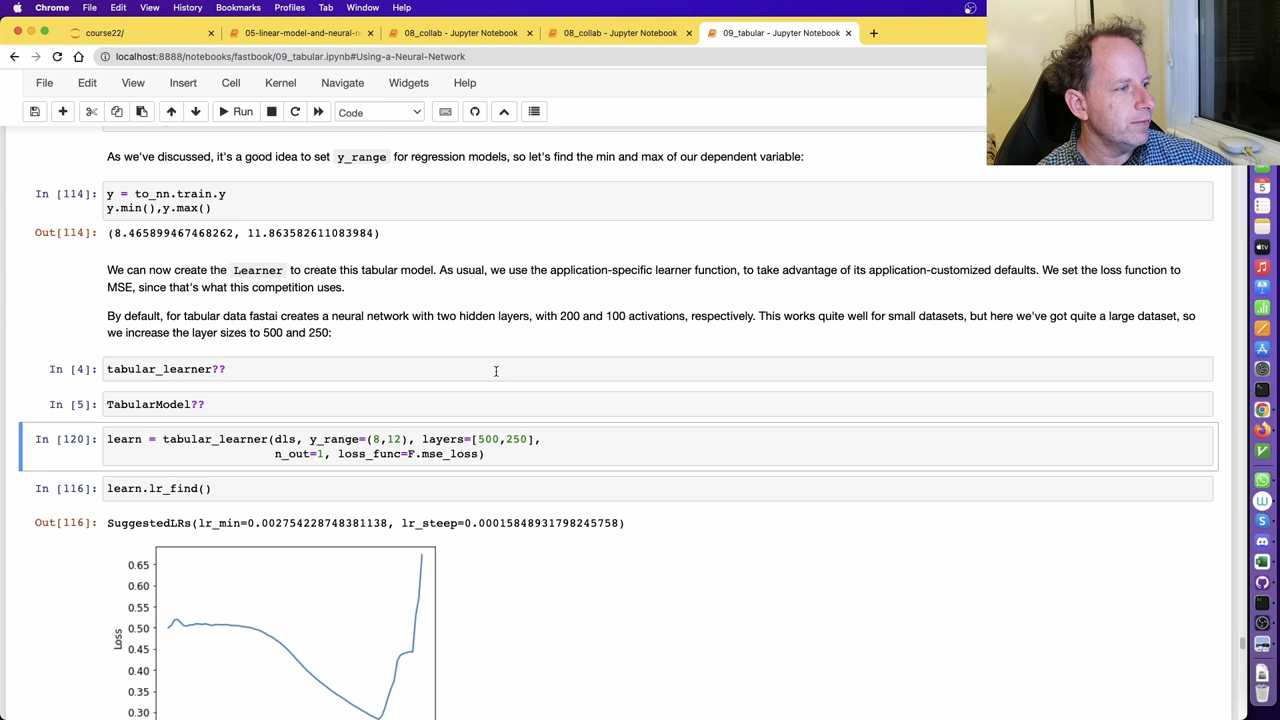 Chrome File Edit View History Bookmarks Profiles Tab Window Help
course22/
05-linear-model-and-neural-n
08_collab - Jupyter Notebook
08_collab - Jupyter Notebook
09_tabular - Jupyter Notebook
localhost:8888/notebooks/fastbook/09_tabular.ipynb#Using-a-Neural-Network
File Edit View Insert Cell Kernel Navigate Widgets Help
Run
Code
As we've discussed, it's a good idea to set y_range for regression models, so let's find the min and max of our dependent variable:
In [114]: y = to_nn.train.y
y.min(),y.max()
Out[114]: (8.465899467468262, 11.863582611083984)
We can now create the Learner to create this tabular model. As usual, we use the application-specific learner function, to take advantage of its application-customized defaults. We set the loss function to
MSE, since that's what this competition uses.
By default, for tabular data fastai creates a neural network with two hidden layers, with 200 and 100 activations, respectively. This works quite well for small datasets, but here we've got quite a large dataset, so
we increase the layer sizes to 500 and 250:
In [4]: tabular_learner??
In [5]: TabularModel??
In [120]: learn = tabular_learner(dls, y_range=(8,12), layers=[500,250],
n_out=1, loss_func=F.mse_loss)
In [116]: learn.lr_find()
Out[116]: SuggestedLRs(lr_min=0.002754228748381138, lr_steep=0.00015848931798245758)
0.65
0.60
0.55
0.50
0.45
0.40
0.35
0.30
Loss
5